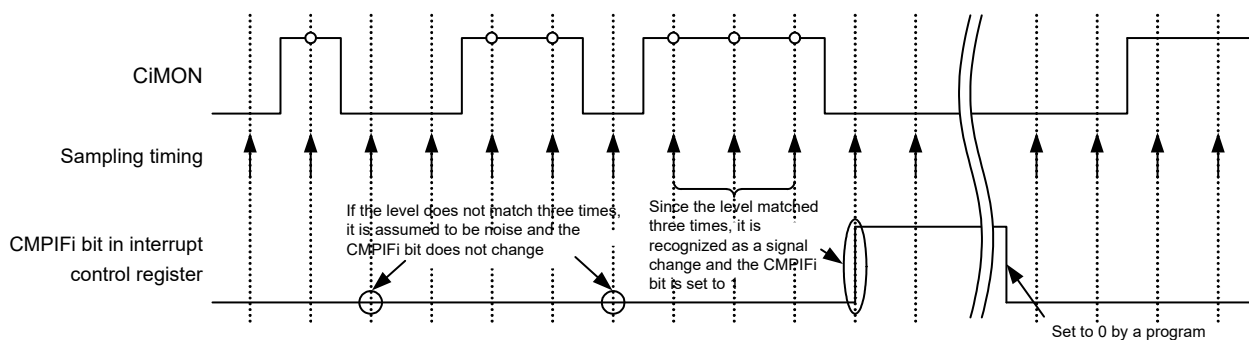 CiMON
Sampling timing
If the level does not match three times,
it is assumed to be noise and the
CMPIFi bit does not change
Since the level matched
three times, it is
recognized as a signal
change and the CMPIFi
bit is set to 1
CMPIFi bit in interrupt
control register
Set to 0 by a program